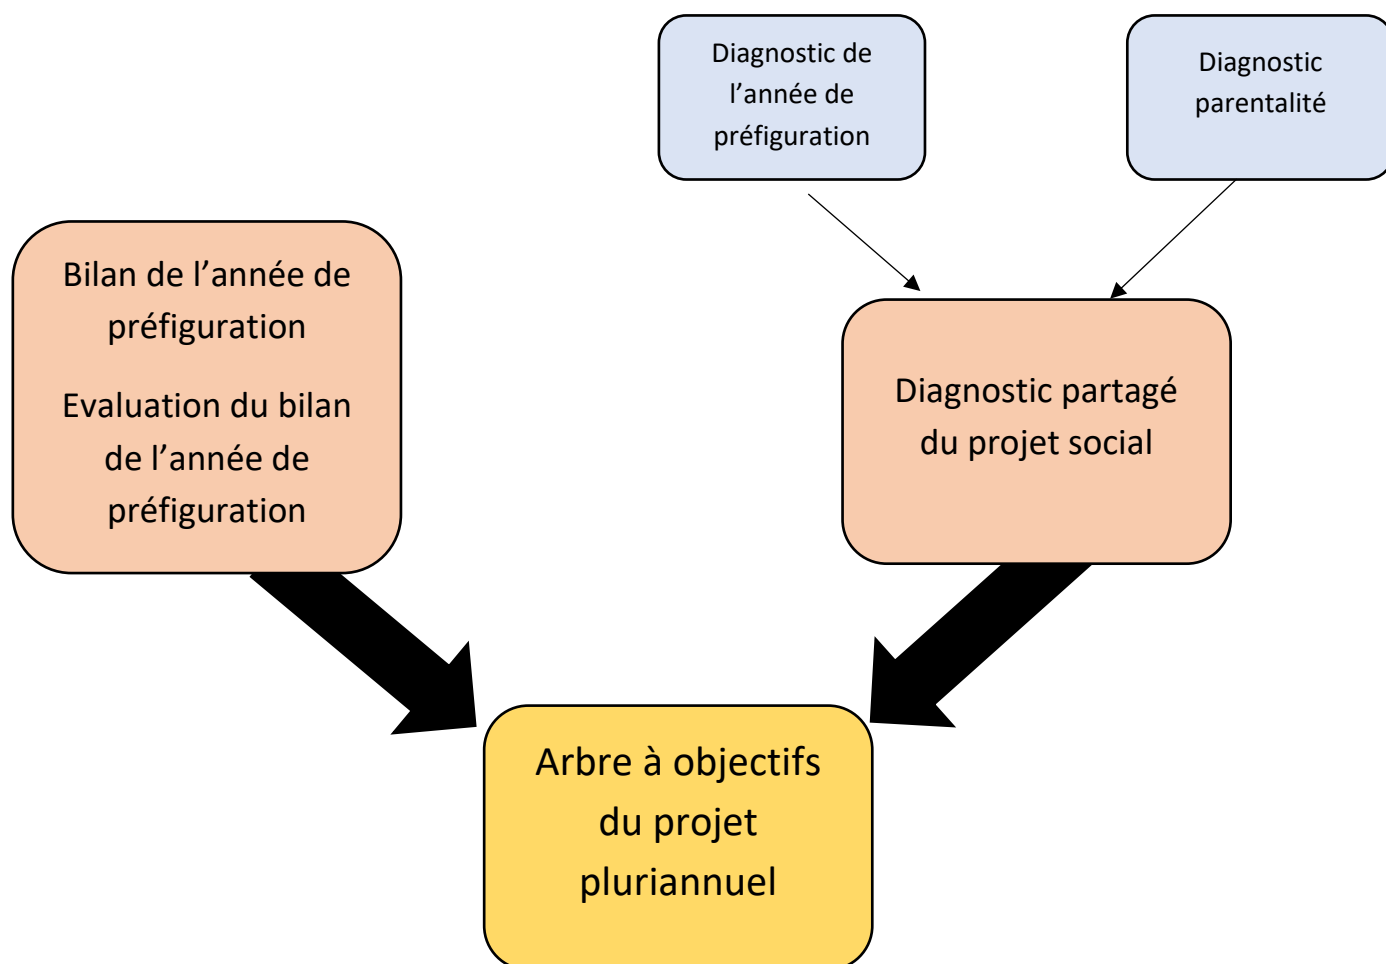 Diagnostic de
l’année de
préfiguration
Diagnostic
parentalité
Bilan de l’année de
préfiguration
Evaluation du bilan
de l’année de
préfiguration
Diagnostic partagé
du projet social
Arbre à objectifs
du projet
pluriannuel